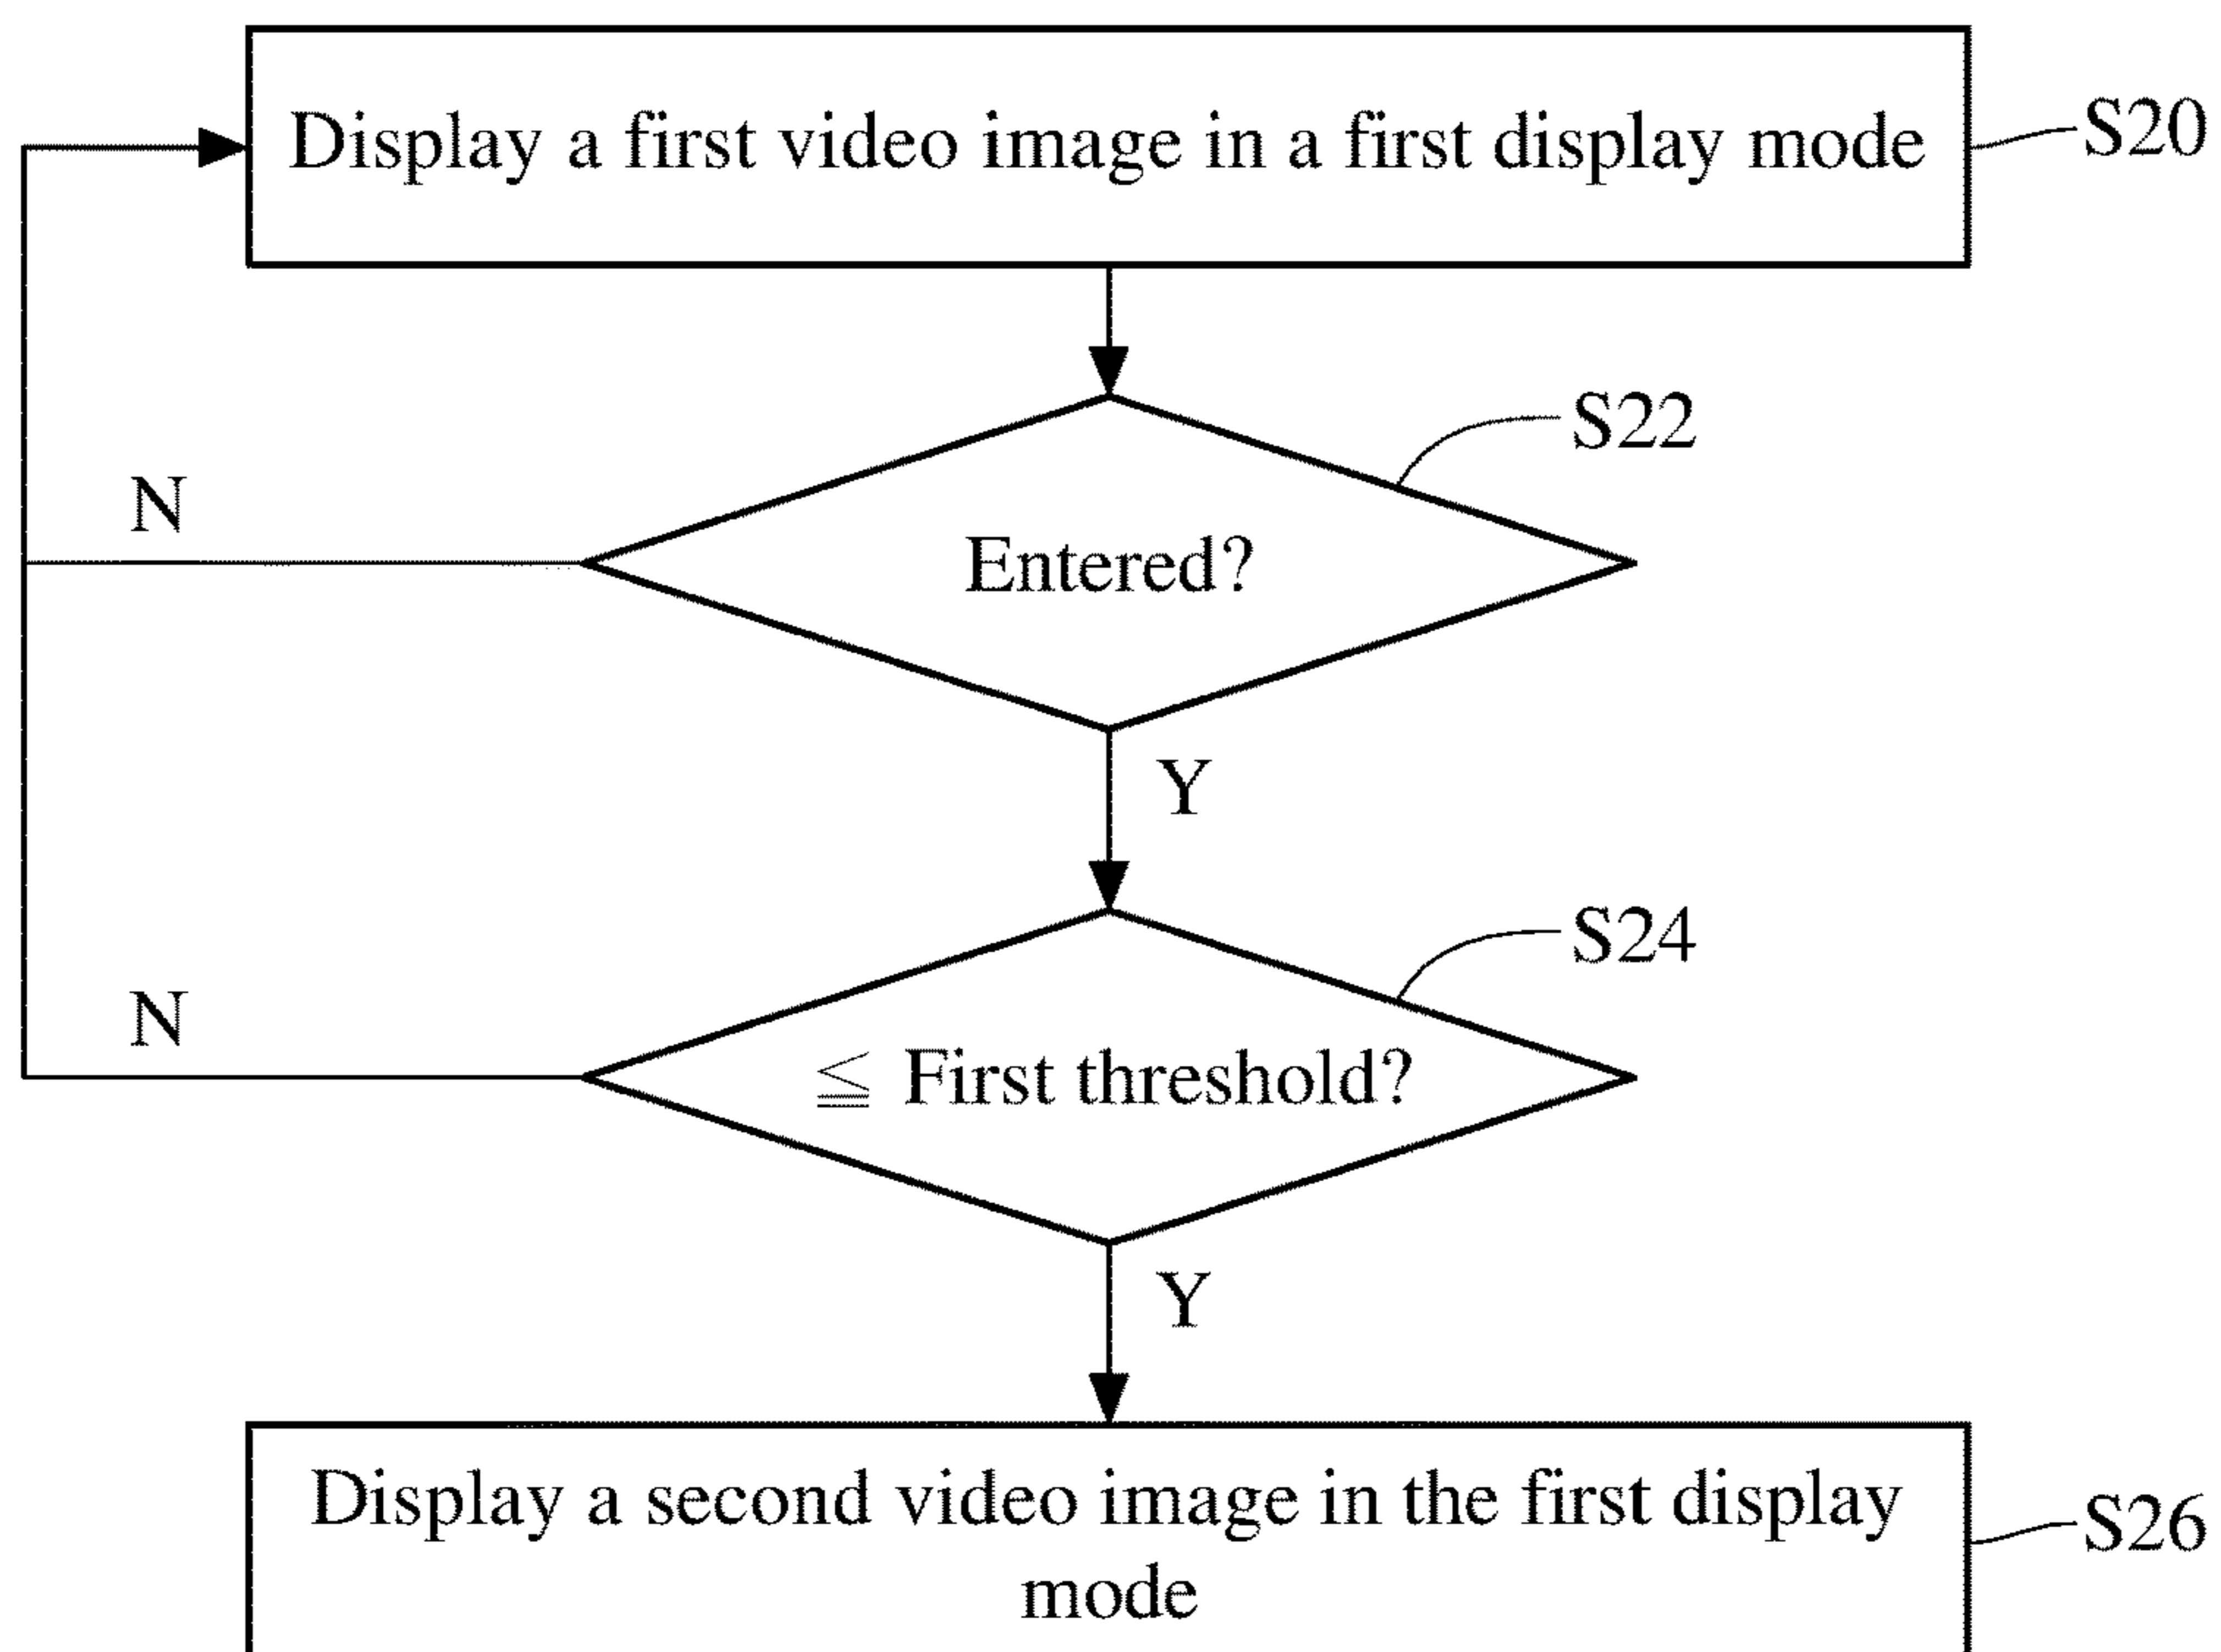 Display a first video image in a first display mode
S20
S22
Entered?
N
Y
S24
≦ First threshold?
N
Y
Display a second video image in the first display
mode
S26